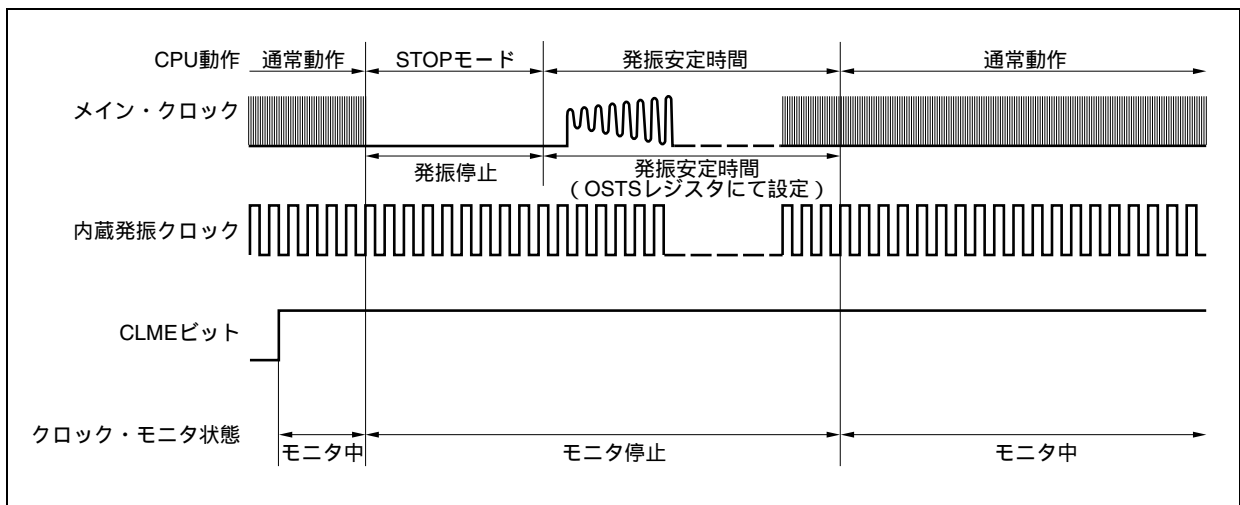 CPU動作 通常動作 STOPモード 発振安定時間 通常動作
メイン・クロック
発振停止 発振安定時間
(OSTSレジスタにて設定)
内蔵発振クロック
CLMEビット
クロック・モニタ状態
モニタ中 モニタ停止 モニタ中